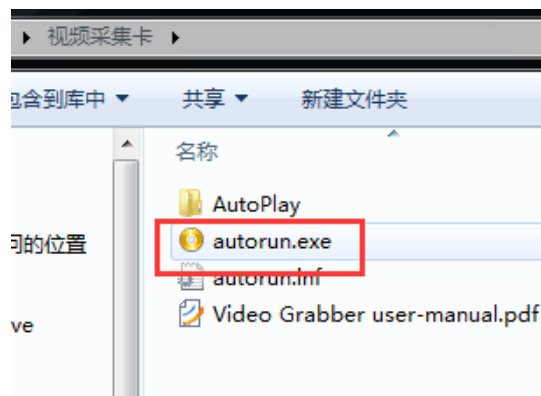 视频采集卡
包含到库中 共享 新建文件夹
名称
AutoPlay
问的位置
autorun.exe
autorun.inf
Video Grabber user-manual.pdf
ve